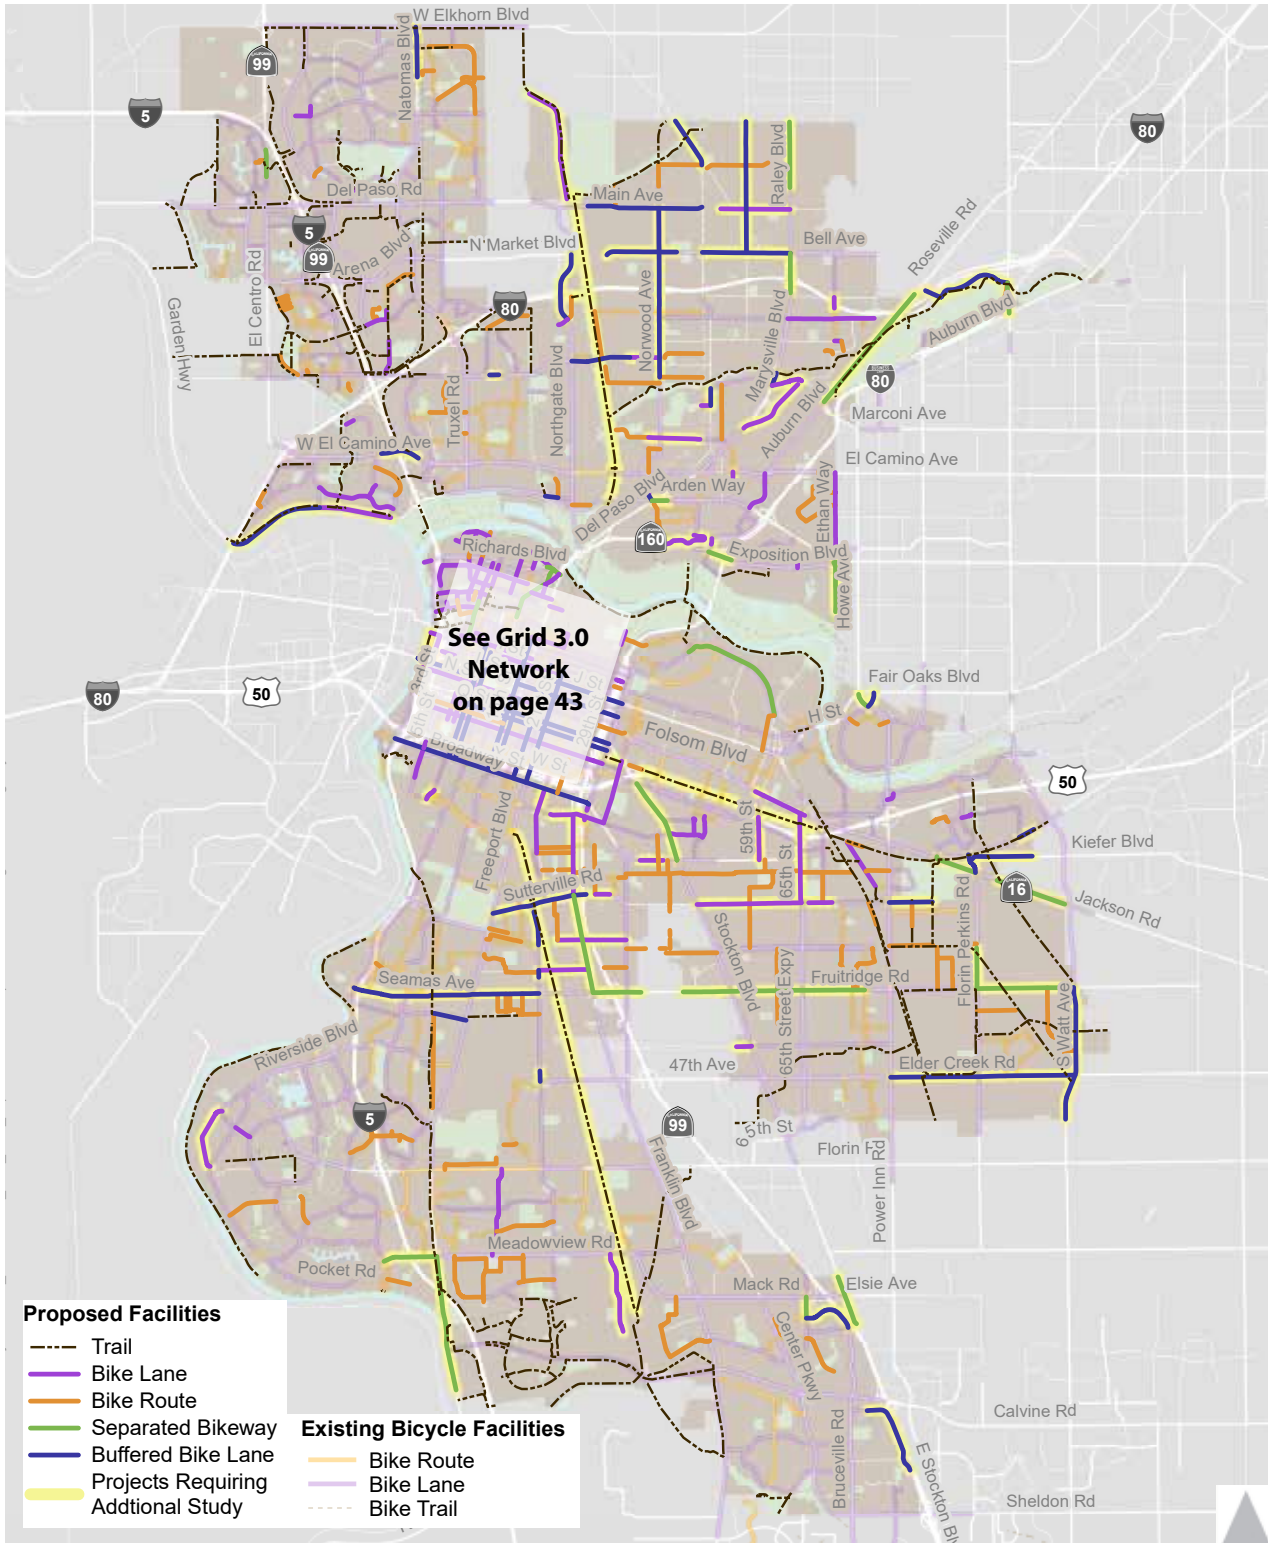 W Elkhorn Blvd
99
Natomas Blvd
5
80
Raley Blvd
Del Paso Rd
Main Ave
5
99
Arena Blvd
N Market Blvd
Bell Ave
Roseville Rd
El Centro Rd
Garden Hwy
80
Norwood Ave
Marysville Blvd
Auburn Blvd
Northgate Blvd
Truxel Rd
80
Marconi Ave
Auburn Blvd
W El Camino Ave
El Camino Ave
Arden Way
Del Paso Blvd
Ethan Way
160
Richards Blvd
Exposition Blvd
Howe Ave
See Grid 3.0
Network
on page 43
3rd St
J St
W St
Broadway
80
50
Fair Oaks Blvd
H St
Folsom Blvd
50
Freeport Blvd
59th St
65th St
Kiefer Blvd
Sutterville Rd
16
Jackson Rd
Florin Perkins Rd
Stockton Blvd
Seamas Ave
Fruitridge Rd
65th Street Expy
S Watt Ave
Riverside Blvd
47th Ave
Elder Creek Rd
5
99
65th St
Florin Rd
Franklin Blvd
Power Inn Rd
Meadowview Rd
Pocket Rd
Mack Rd
Elsie Ave
Center Pkwy
Calvine Rd
Bruceville Rd
E Stockton Blv
Sheldon Rd
Proposed Facilities
Trail
Bike Lane
Bike Route
Separated Bikeway
Buffered Bike Lane
Projects Requiring
Addtional Study
Existing Bicycle Facilities
Bike Route
Bike Lane
Bike Trail